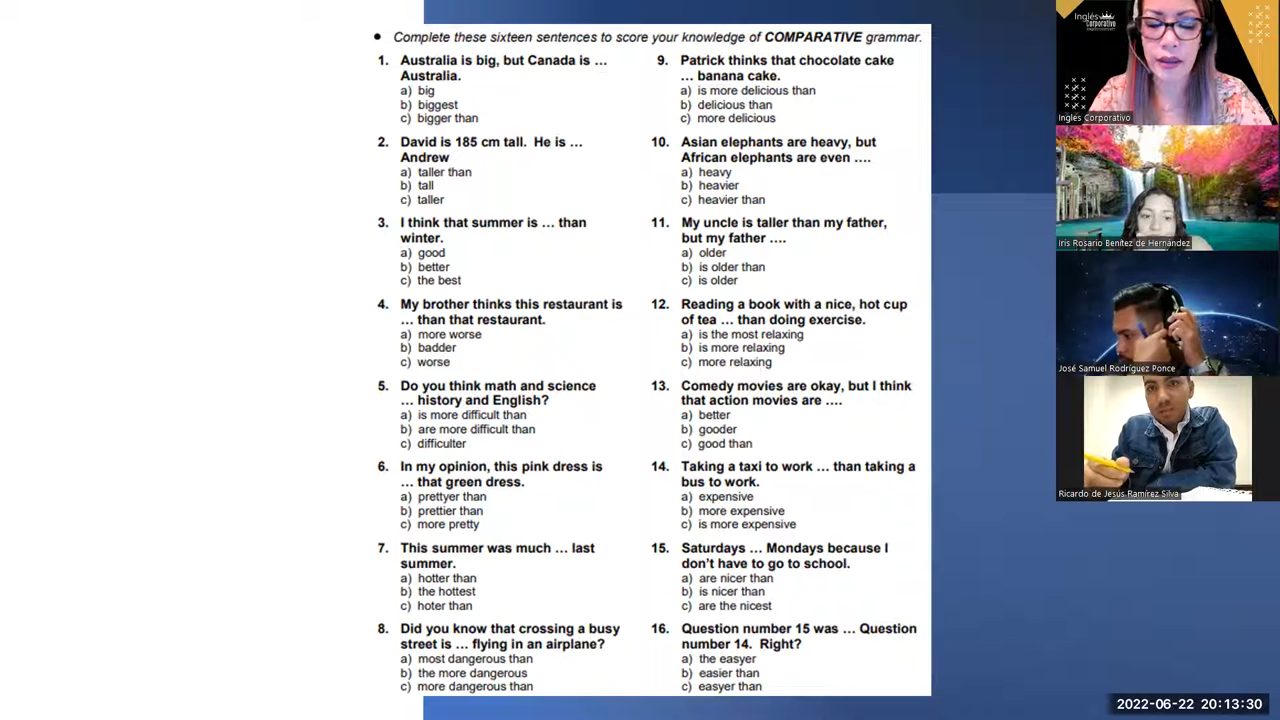 • Complete these sixteen sentences to score your knowledge of COMPARATIVE grammar.
1. Australia is big, but Canada is …
Australia.
a) big
b) biggest
c) bigger than
2. David is 185 cm tall. He is …
Andrew
a) taller than
b) tall
c) taller
3. I think that summer is … than
winter.
a) good
b) better
c) the best
4. My brother thinks this restaurant is
… than that restaurant.
a) more worse
b) badder
c) worse
5. Do you think math and science
… history and English?
a) is more difficult than
b) are more difficult than
c) difficulter
6. In my opinion, this pink dress is
… that green dress.
a) prettyer than
b) prettier than
c) more pretty
7. This summer was much … last
summer.
a) hotter than
b) the hottest
c) hoter than
8. Did you know that crossing a busy
street is … flying in an airplane?
a) most dangerous than
b) the more dangerous
c) more dangerous than
9. Patrick thinks that chocolate cake
… banana cake.
a) is more delicious than
b) delicious than
c) more delicious
10. Asian elephants are heavy, but
African elephants are even ….
a) heavy
b) heavier
c) heavier than
11. My uncle is taller than my father,
but my father ….
a) older
b) is older than
c) is older
12. Reading a book with a nice, hot cup
of tea … than doing exercise.
a) is the most relaxing
b) is more relaxing
c) more relaxing
13. Comedy movies are okay, but I think
that action movies are ….
a) better
b) gooder
c) good than
14. Taking a taxi to work … than taking a
bus to work.
a) expensive
b) more expensive
c) is more expensive
15. Saturdays … Mondays because I
don't have to go to school.
a) are nicer than
b) is nicer than
c) are the nicest
16. Question number 15 was … Question
number 14. Right?
a) the easyer
b) easier than
c) easyer than
Inglés
Corporativo
Inglés Corporativo
Iris Rosario Benítez de Hernández
José Samuel Rodríguez Ponce
Ricardo de Jesús Ramírez Silva
2022-06-22 20:13:30